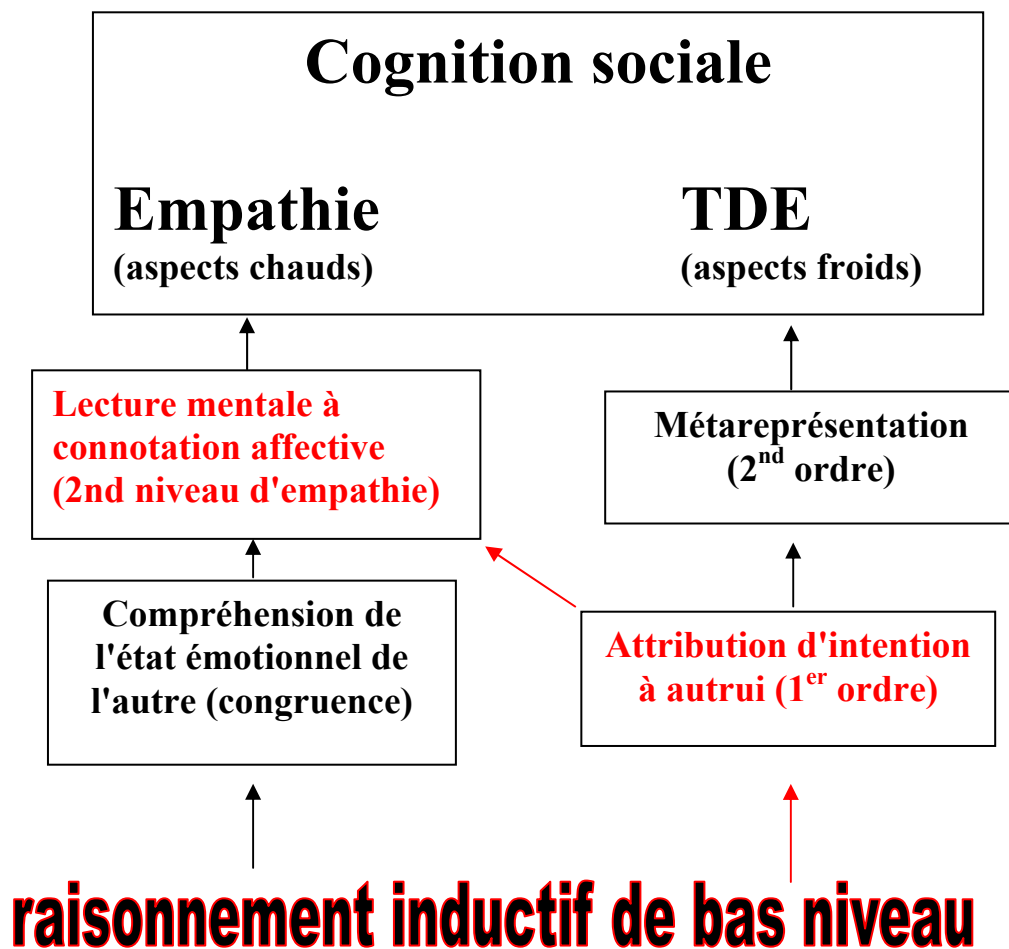 Cognition sociale
Empathie
TDE
(aspects chauds)
(aspects froids)
Lecture mentale à
connotation affective
(2nd niveau d'empathie)
Métareprésentation
(2nd ordre)
Compréhension de
l'état émotionnel de
l'autre (congruence)
Attribution d'intention
à autrui (1er ordre)
raisonnement inductif de bas niveau